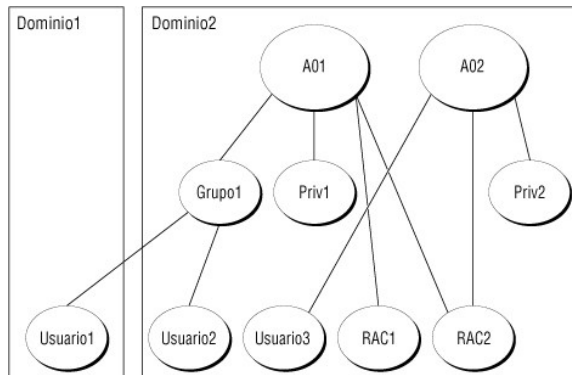 Dominio1
Dominio2
A01
A02
Grupo1
Priv1
Priv2
Usuario1
Usuario2
Usuario3
RAC1
RAC2